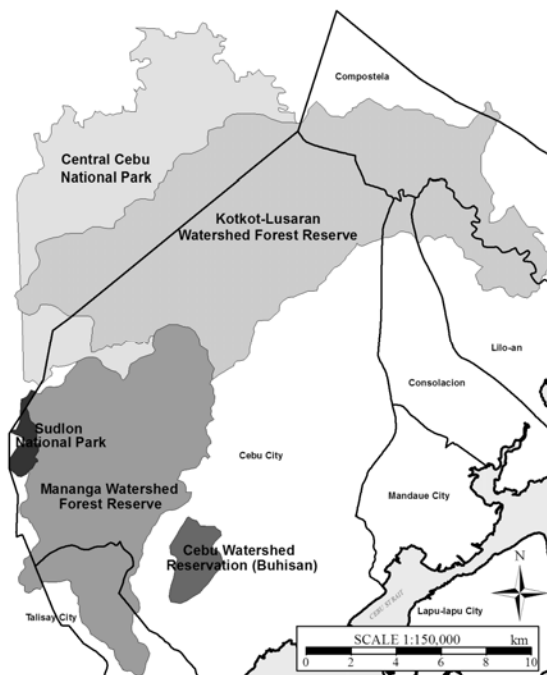 Compostela
Central Cebu
National Park
Kotkot-Lusaran
Watershed Forest Reserve
Lilo-an
Consolacion
Sudlon
National Park
Cebu City
Mananga Watershed
Forest Reserve
Mandaue City
Cebu Watershed
Reservation (Buhisan)
N
CEBU STRAIT
Talisay City
Lapu-lapu City
SCALE 1:150,000 km
0 2 4 6 8 10